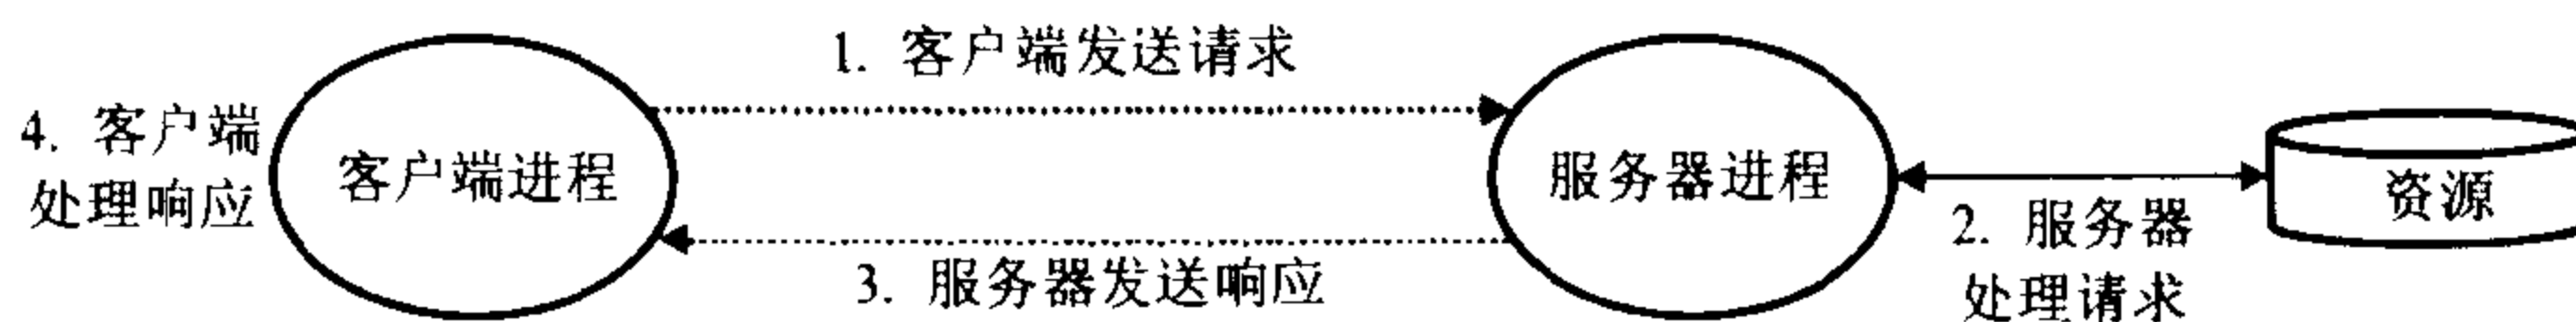 1. 客户端发送请求
4. 客户端
处理响应
客户端进程
服务器进程
资源
2. 服务器
处理请求
3. 服务器发送响应